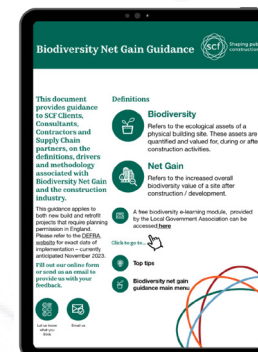 Biodiversity Net Gain Guidance
scf
Shaping
construction
This document
provides guidance
to SCF Clients,
Consultants,
Contractors and
Supply Chain
partners, on the
definitions, drivers
and methodology
associated with
Biodiversity Net Gain
and the construction
industry.
This guidance applies to
both new build and retrofit
projects that require planning
permission in England.
Please refer to the DEFRA
website for exact date of
implementation – currently
anticipated November 2023.
Fill out our online form
or send us an email to
provide us with your
feedback.
Let us know
what you
think
Email us
Definitions
Biodiversity
Refers to the ecological assets of a
physical building site. These assets are
quantified and valued for, during or after
construction activities.
Net Gain
Refers to the increased overall
biodiversity value of a site after
construction / development.
A free biodiversity e-learning module, provided
by the Local Government Association can be
accessed here
Click to go to...
Top tips
Biodiversity net gain
guidance main menu